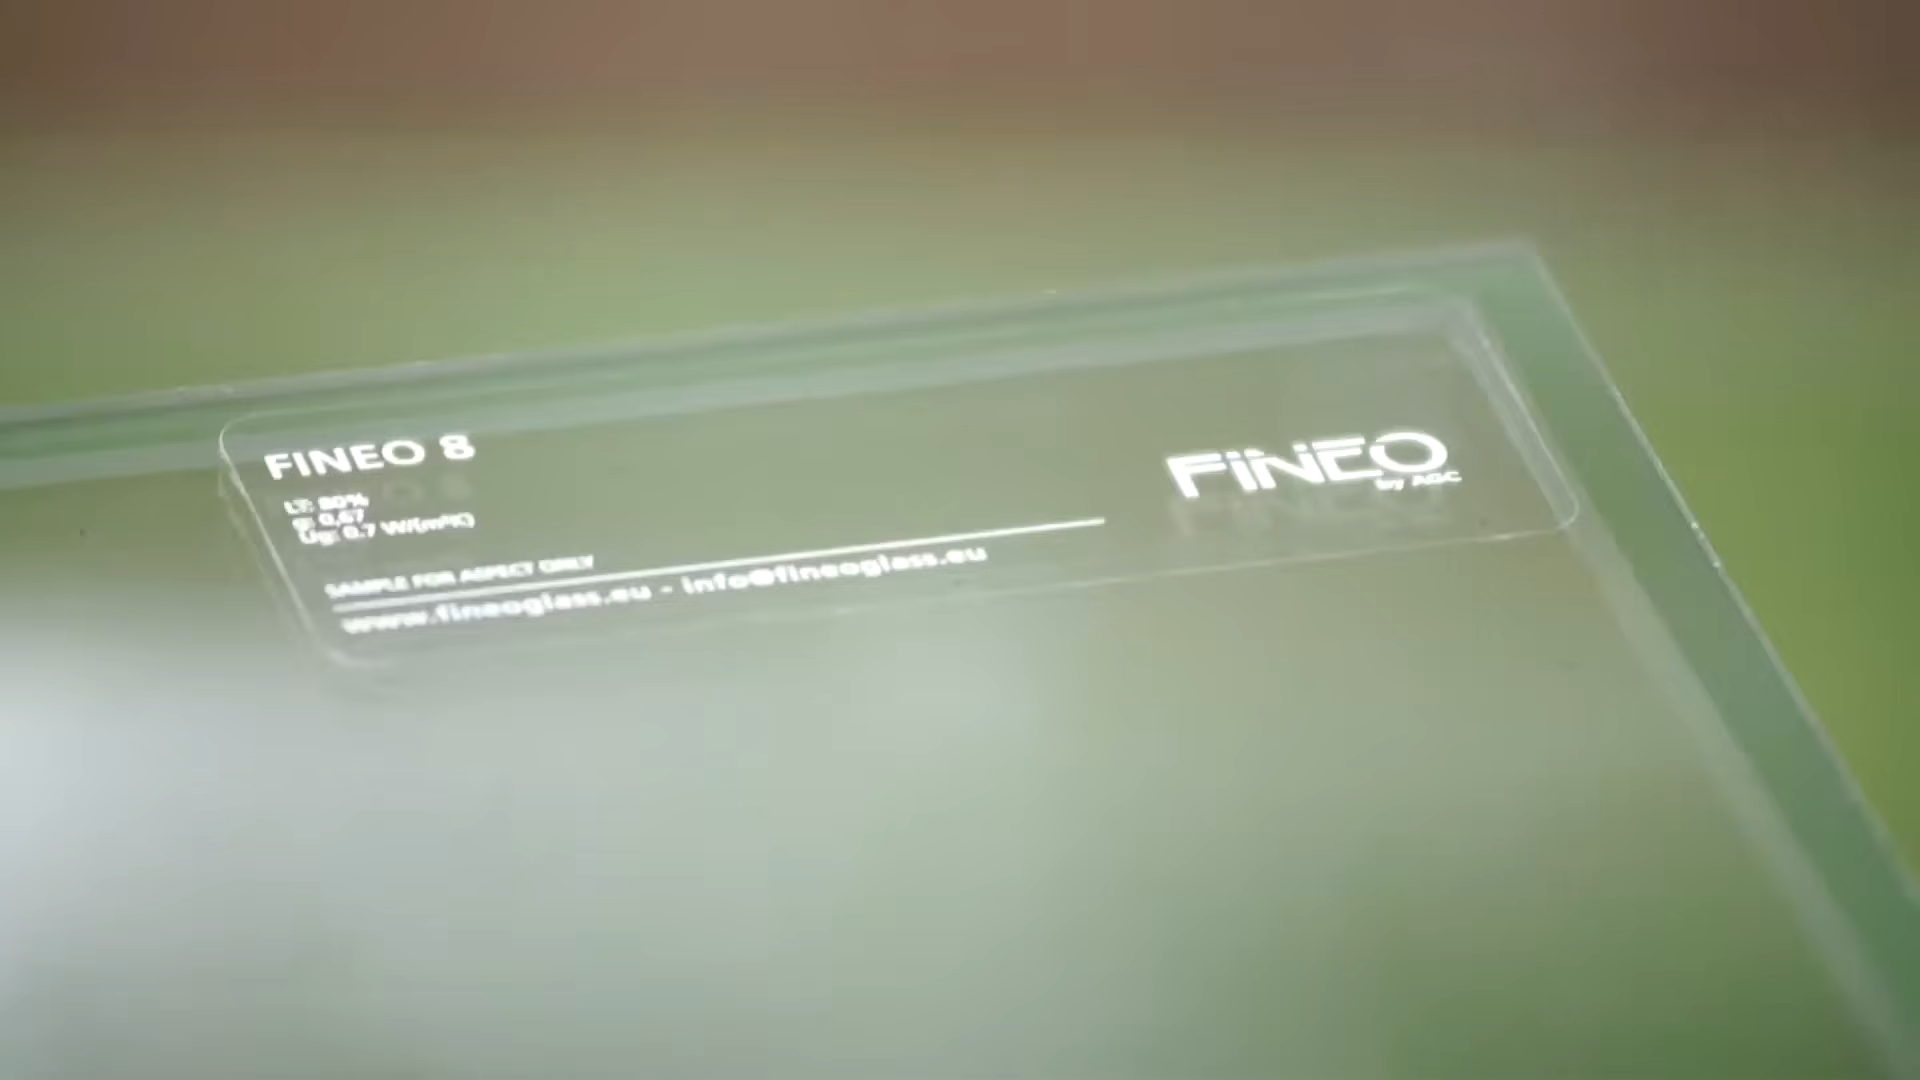 FINEO 8
LT: 80%
g: 0,67
Ug: 0.7 W/(m²K)
SAMPLE FOR ASPECT ONLY
www.fineoglass.eu - info@fineoglass.eu
FINEO
by AGC